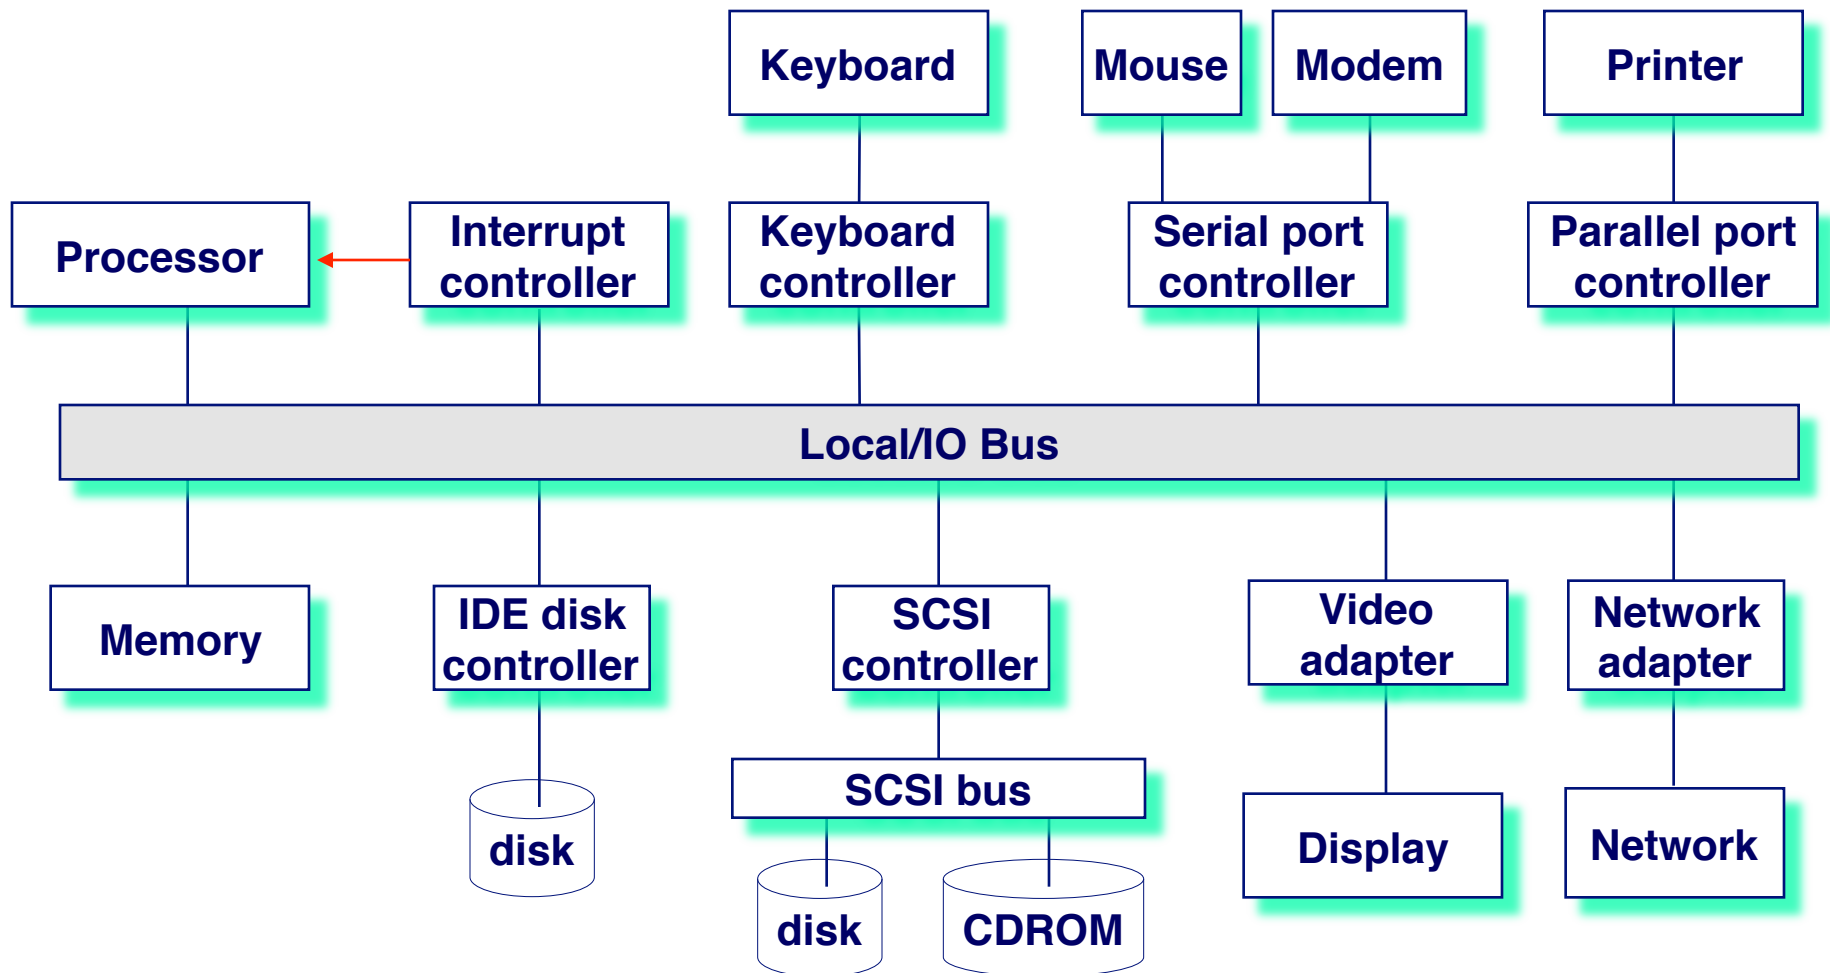 Keyboard
Mouse
Modem
Printer
Processor
Interrupt
controller
Keyboard
controller
Serial port
controller
Parallel port
controller
Local/IO Bus
Memory
IDE disk
controller
SCSI
controller
Video
adapter
Network
adapter
SCSI bus
disk
Display
Network
disk
CDROM